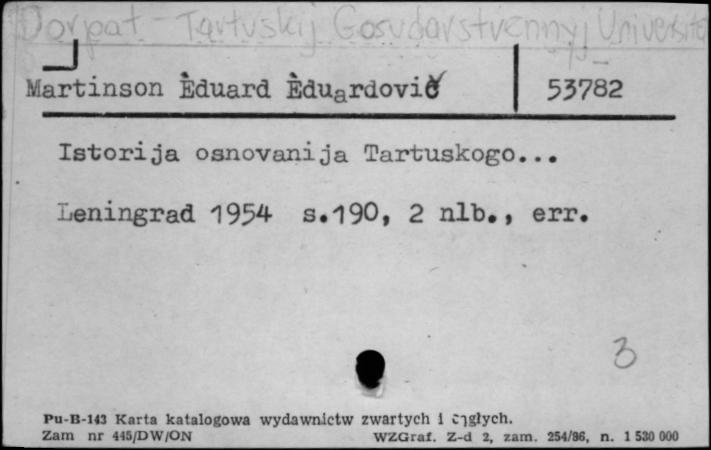 Dorpat - Tartuskij Gosudarstvennyj Universitet
Martinson Èduard Èduardovič 53782
Istorija osnovanija Tartuskogo...
Leningrad 1954 s.190, 2 nlb., err.
3
Pu-B-143 Karta katalogowa wydawnictw zwartych i ciągłych.
Zam nr 445/DW/ON WZGraf. Z-d 2, zam. 254/86, n. 1 530 000